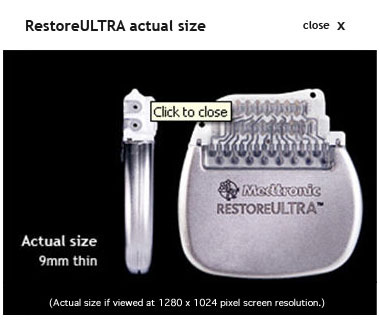 RestoreULTRA actual size
close X
Click to close
Medtronic
RESTOREULTRA™
Actual size
9mm thin
(Actual size if viewed at 1280 x 1024 pixel screen resolution.)